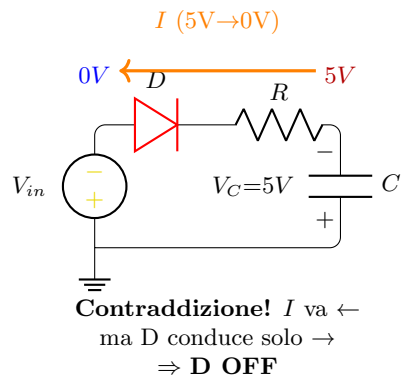 I (5V→0V)
0V
5V
D
R
−
+
V_in
V_C=5V
−
+
C
Contraddizione! I va ←
ma D conduce solo →
⇒ D OFF